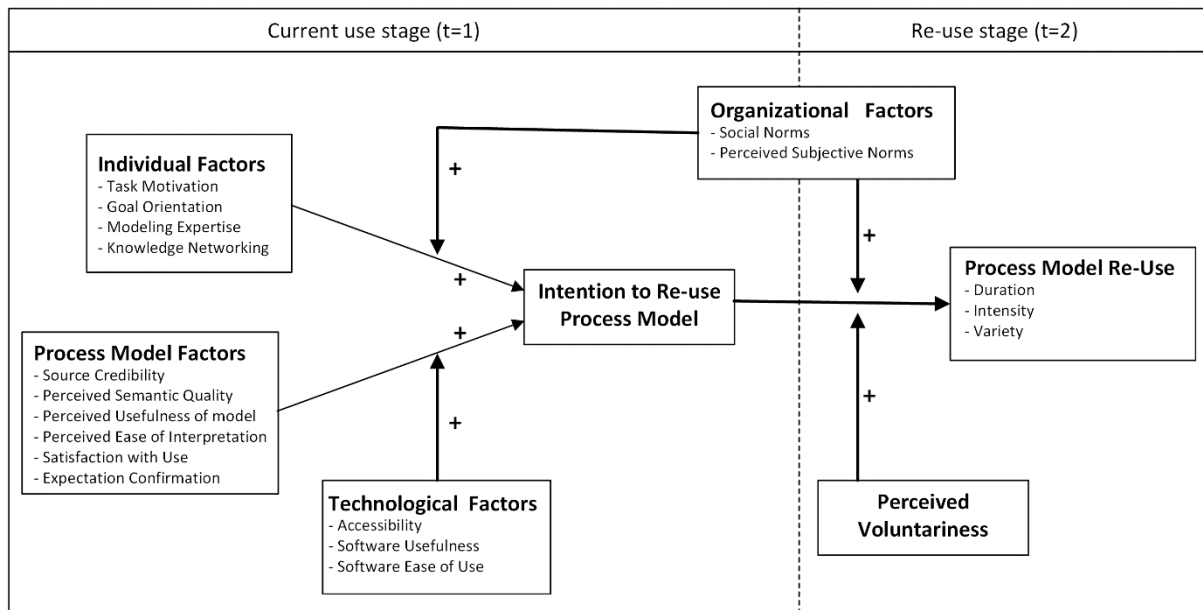 Current use stage (t=1)
Re-use stage (t=2)
Organizational Factors
- Social Norms
- Perceived Subjective Norms
Individual Factors
- Task Motivation
- Goal Orientation
- Modeling Expertise
- Knowledge Networking
+
+
+
Intention to Re-use
Process Model
Process Model Re-Use
- Duration
- Intensity
- Variety
+
Process Model Factors
- Source Credibility
- Perceived Semantic Quality
- Perceived Usefulness of model
- Perceived Ease of Interpretation
- Satisfaction with Use
- Expectation Confirmation
+
+
Technological Factors
- Accessibility
- Software Usefulness
- Software Ease of Use
Perceived
Voluntariness